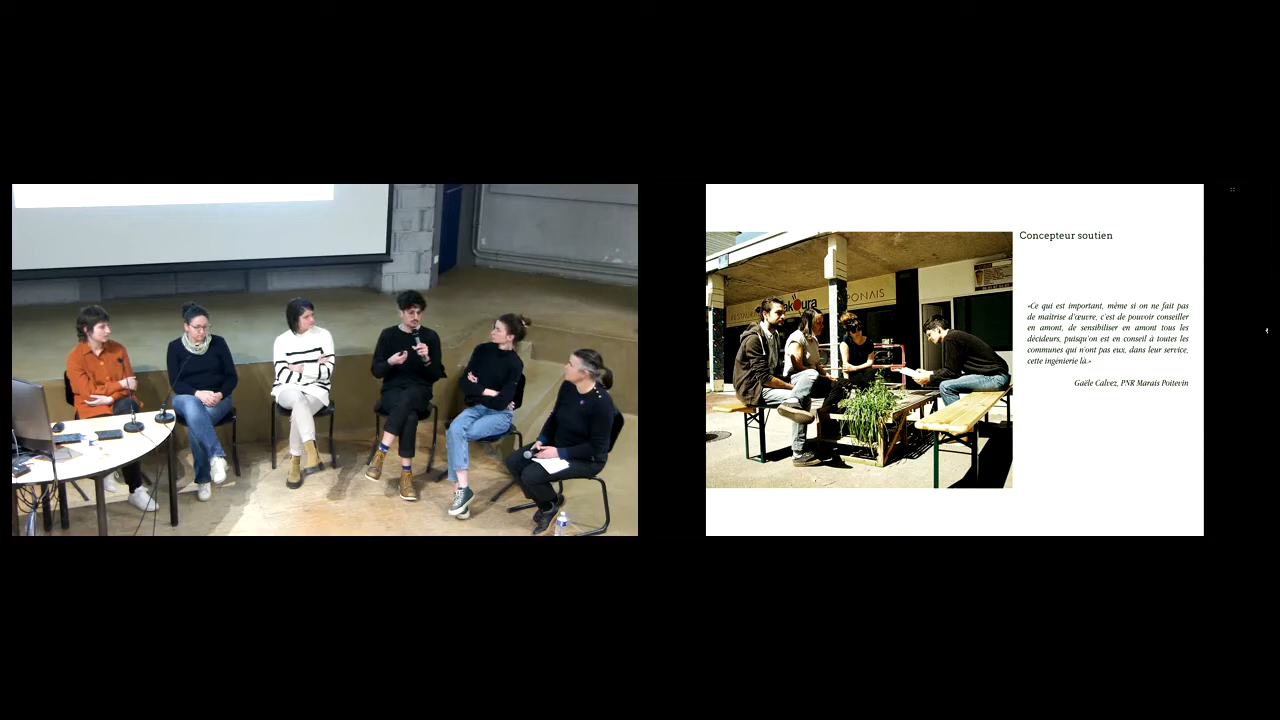 Concepteur soutien
«Ce qui est important, même si on ne fait pas
de maîtrise d'œuvre, c'est de pouvoir conseiller
en amont, de sensibiliser en amont tous les
décideurs, puisqu'on est en conseil à toutes les
communes qui n'ont pas eux, dans leur service,
cette ingénierie là.»
Gaële Calvez, PNR Marais Poitevin